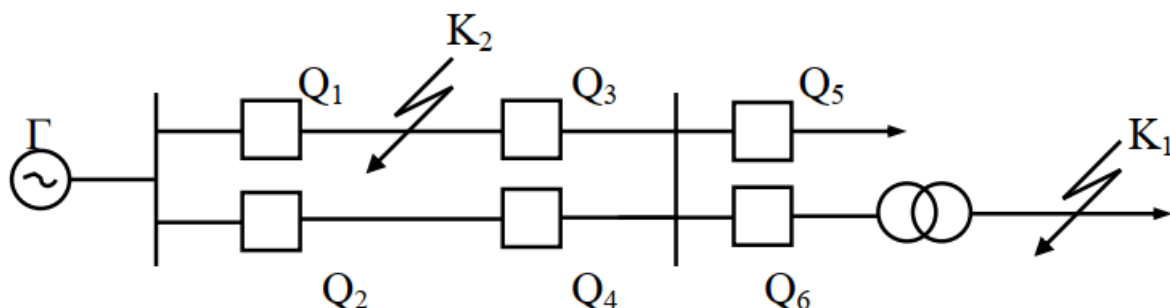 K₂
Q₁ Q₃ Q₅
Γ K₁
Q₂ Q₄ Q₆